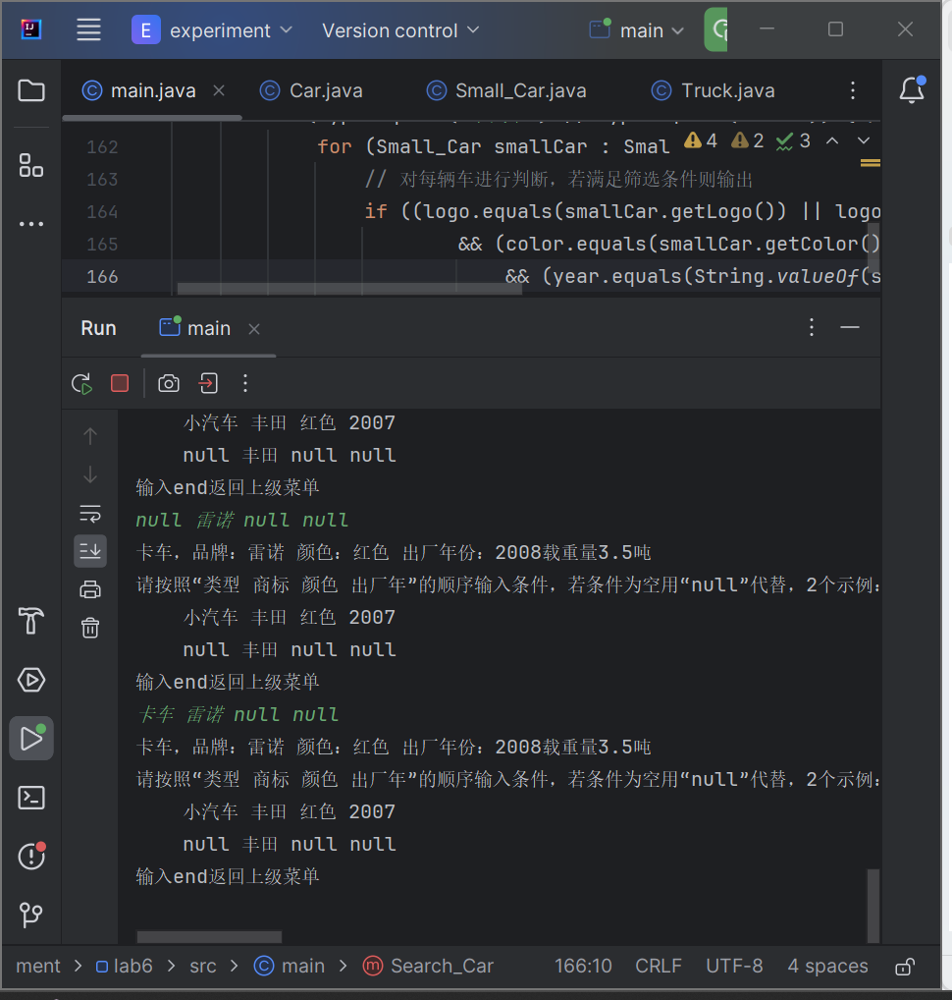 E experiment Version control main
main.java Car.java Small_Car.java Truck.java
162 for (Small_Car smallCar : Smal 4 2 3
163 // 对每辆车进行判断，若满足筛选条件则输出
164 if ((logo.equals(smallCar.getLogo()) || logo
165 && (color.equals(smallCar.getColor()
166 && (year.equals(String.valueOf(s
Run main
小汽车 丰田 红色 2007
null 丰田 null null
输入end返回上级菜单
null 雷诺 null null
卡车，品牌：雷诺 颜色：红色 出厂年份：2008载重量3.5吨
请按照“类型 商标 颜色 出厂年”的顺序输入条件，若条件为空用“null”代替，2个示例：
小汽车 丰田 红色 2007
null 丰田 null null
输入end返回上级菜单
卡车 雷诺 null null
卡车，品牌：雷诺 颜色：红色 出厂年份：2008载重量3.5吨
请按照“类型 商标 颜色 出厂年”的顺序输入条件，若条件为空用“null”代替，2个示例：
小汽车 丰田 红色 2007
null 丰田 null null
输入end返回上级菜单
ment lab6 src main Search_Car 166:10 CRLF UTF-8 4 spaces